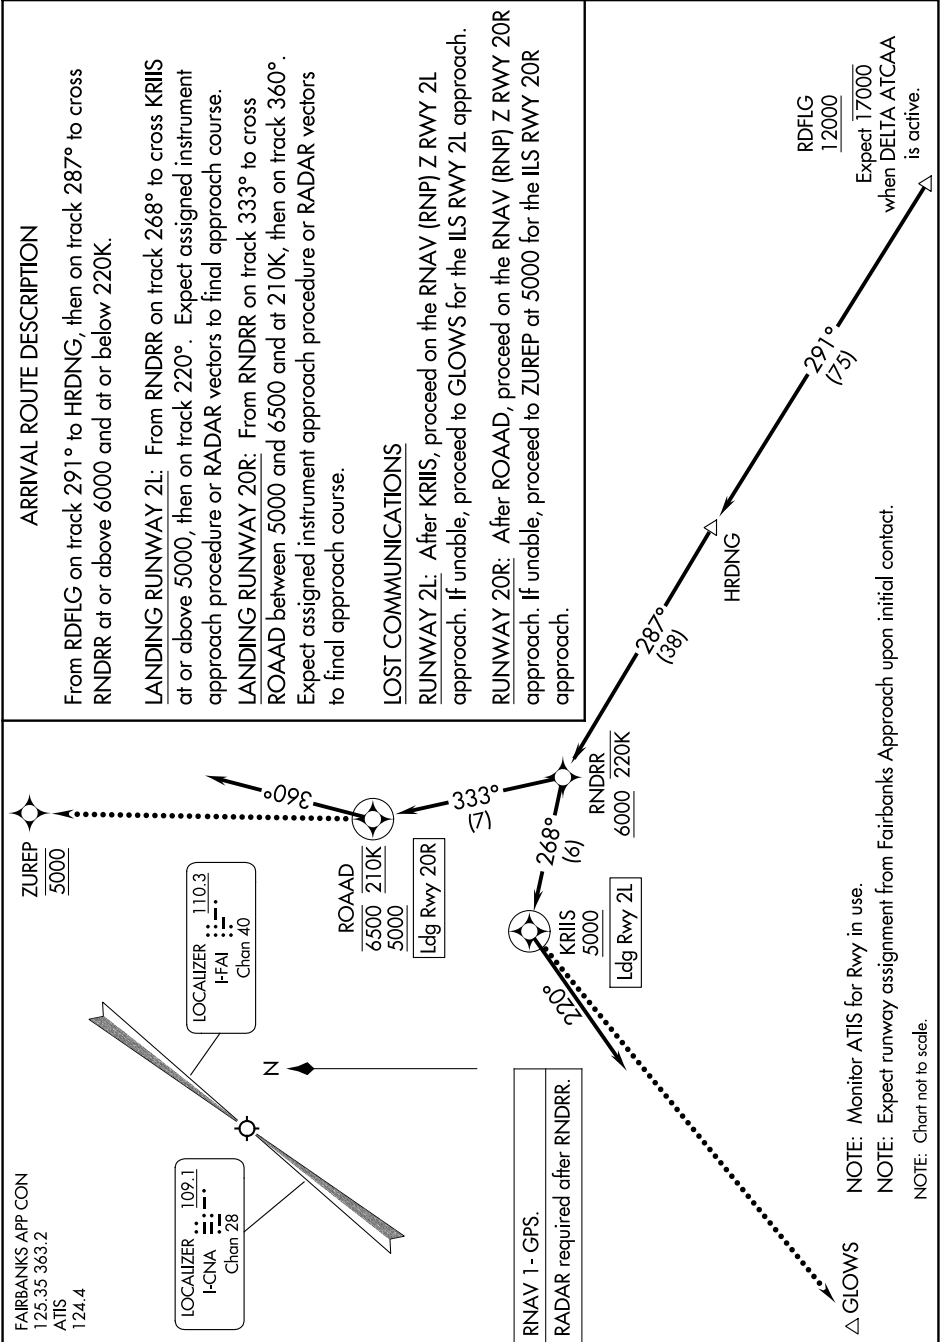 FAIRBANKS APP CON
125.35 363.2
ATIS
124.4
LOCALIZER 109.1
I-CNA
Chan 28
LOCALIZER 110.3
I-FAI
Chan 40
N
RNAV 1 - GPS.
RADAR required after RNDRR.
ZUREP
5000
360°
ROAAD
6500 210K
5000
Ldg Rwy 20R
333°
(7)
268°
(6)
KRIIS
5000
Ldg Rwy 2L
220°
RNDRR
6000 220K
287°
(38)
HRDNG
291°
(75)
RDFLG
12000
Expect 17000
when DELTA ATCAA
is active.
GLOWS
ARRIVAL ROUTE DESCRIPTION
From RDFLG on track 291° to HRDNG, then on track 287° to cross
RNDRR at or above 6000 and at or below 220K.
LANDING RUNWAY 2L: From RNDRR on track 268° to cross KRIIS
at or above 5000, then on track 220°. Expect assigned instrument
approach procedure or RADAR vectors to final approach course.
LANDING RUNWAY 20R: From RNDRR on track 333° to cross
ROAAD between 5000 and 6500 and at 210K, then on track 360°.
Expect assigned instrument approach procedure or RADAR vectors
to final approach course.
LOST COMMUNICATIONS
RUNWAY 2L: After KRIIS, proceed on the RNAV (RNP) Z RWY 2L
approach. If unable, proceed to GLOWS for the ILS RWY 2L approach.
RUNWAY 20R: After ROAAD, proceed on the RNAV (RNP) Z RWY 20R
approach. If unable, proceed to ZUREP at 5000 for the ILS RWY 20R
approach.
NOTE: Monitor ATIS for Rwy in use.
NOTE: Expect runway assignment from Fairbanks Approach upon initial contact.
NOTE: Chart not to scale.